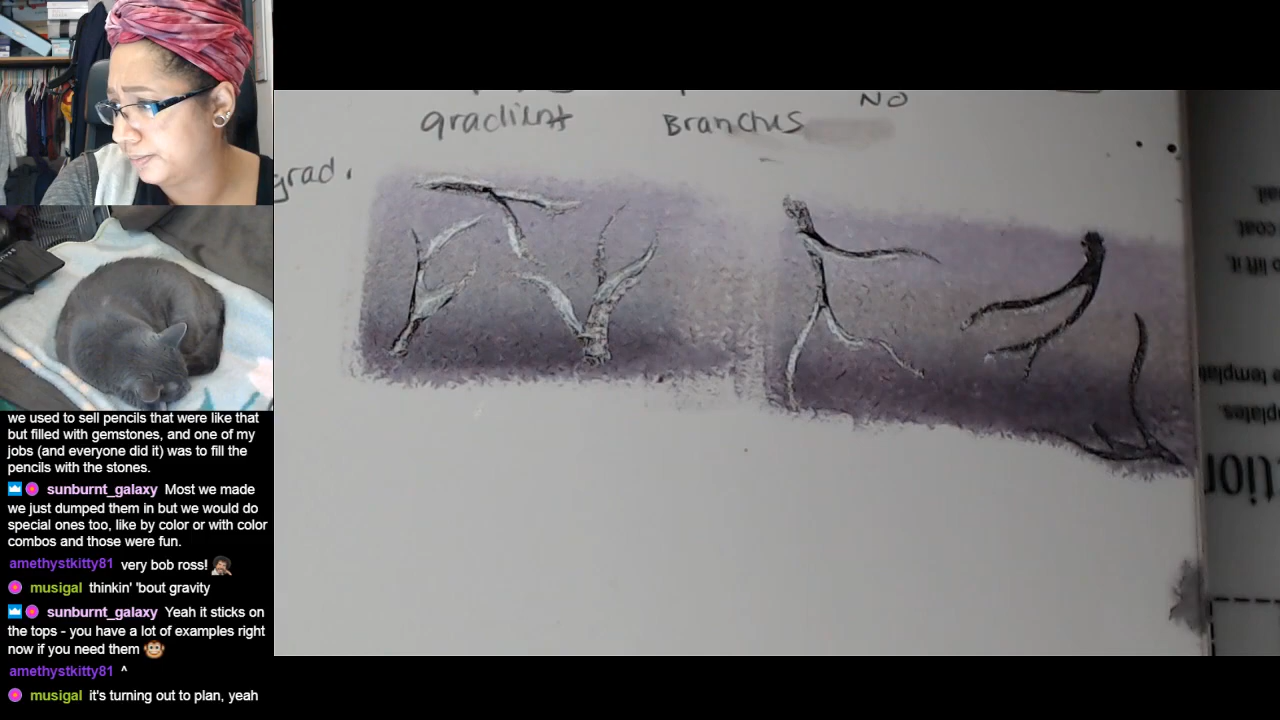 NO
gradient
Branches
grad.
we used to sell pencils that were like that
but filled with gemstones, and one of my
jobs (and everyone did it) was to fill the
pencils with the stones.
sunburnt_galaxy Most we made
we just dumped them in but we would do
special ones too, like by color or with color
combos and those were fun.
amethystkitty81 very bob ross!
musigal thinkin' 'bout gravity
sunburnt_galaxy Yeah it sticks on
the tops - you have a lot of examples right
now if you need them 🐵
amethystkitty81 ^
musigal it's turning out to plan, yeah